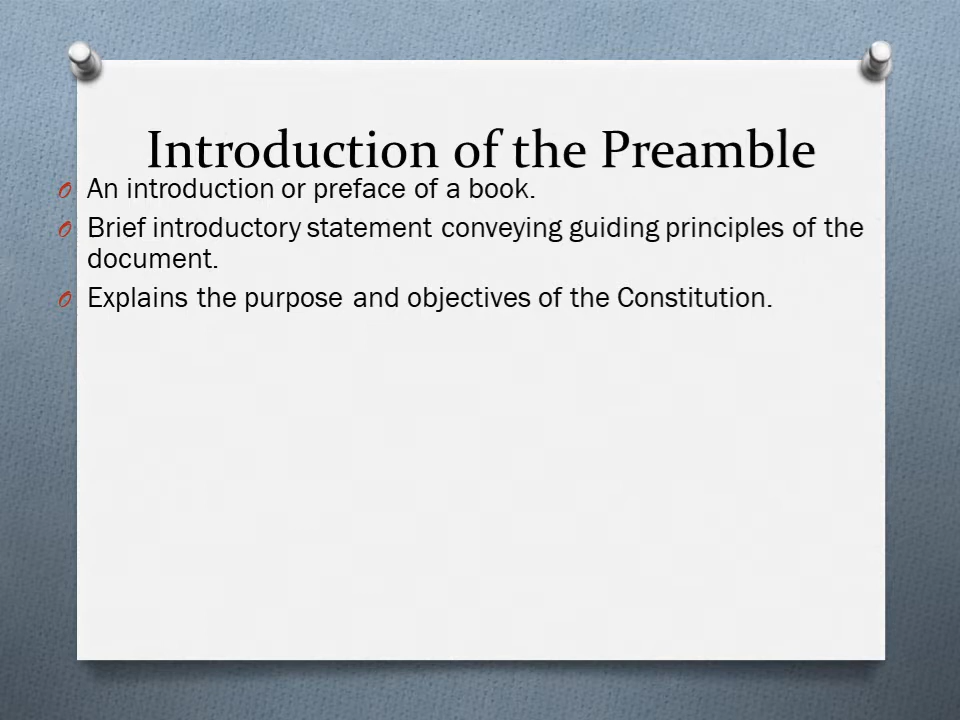 Introduction of the Preamble
An introduction or preface of a book.
Brief introductory statement conveying guiding principles of the
document.
Explains the purpose and objectives of the Constitution.